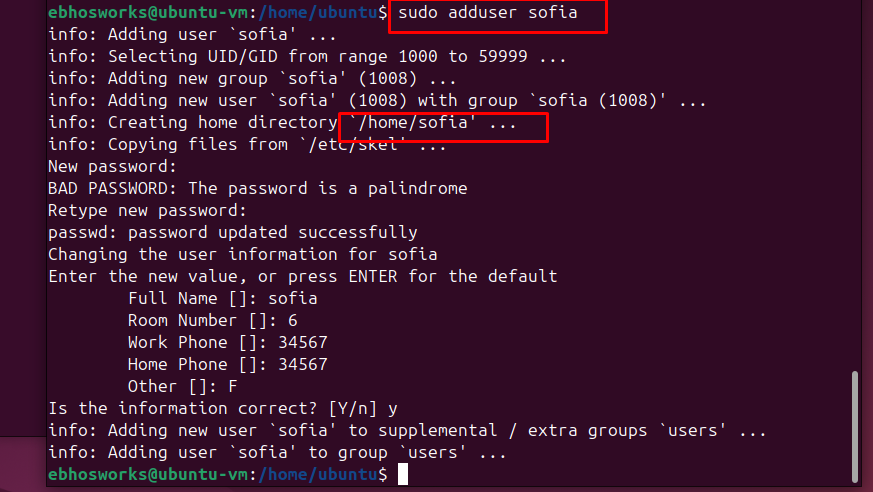 ebhosworks@ubuntu-vm:/home/ubuntu$ sudo adduser sofia
info: Adding user `sofia' ...
info: Selecting UID/GID from range 1000 to 59999 ...
info: Adding new group `sofia' (1008) ...
info: Adding new user `sofia' (1008) with group `sofia (1008)' ...
info: Creating home directory `/home/sofia' ...
info: Copying files from `/etc/skel' ...
New password:
BAD PASSWORD: The password is a palindrome
Retype new password:
passwd: password updated successfully
Changing the user information for sofia
Enter the new value, or press ENTER for the default
        Full Name []: sofia
        Room Number []: 6
        Work Phone []: 34567
        Home Phone []: 34567
        Other []: F
Is the information correct? [Y/n] y
info: Adding new user `sofia' to supplemental / extra groups `users' ...
info: Adding user `sofia' to group `users' ...
ebhosworks@ubuntu-vm:/home/ubuntu$